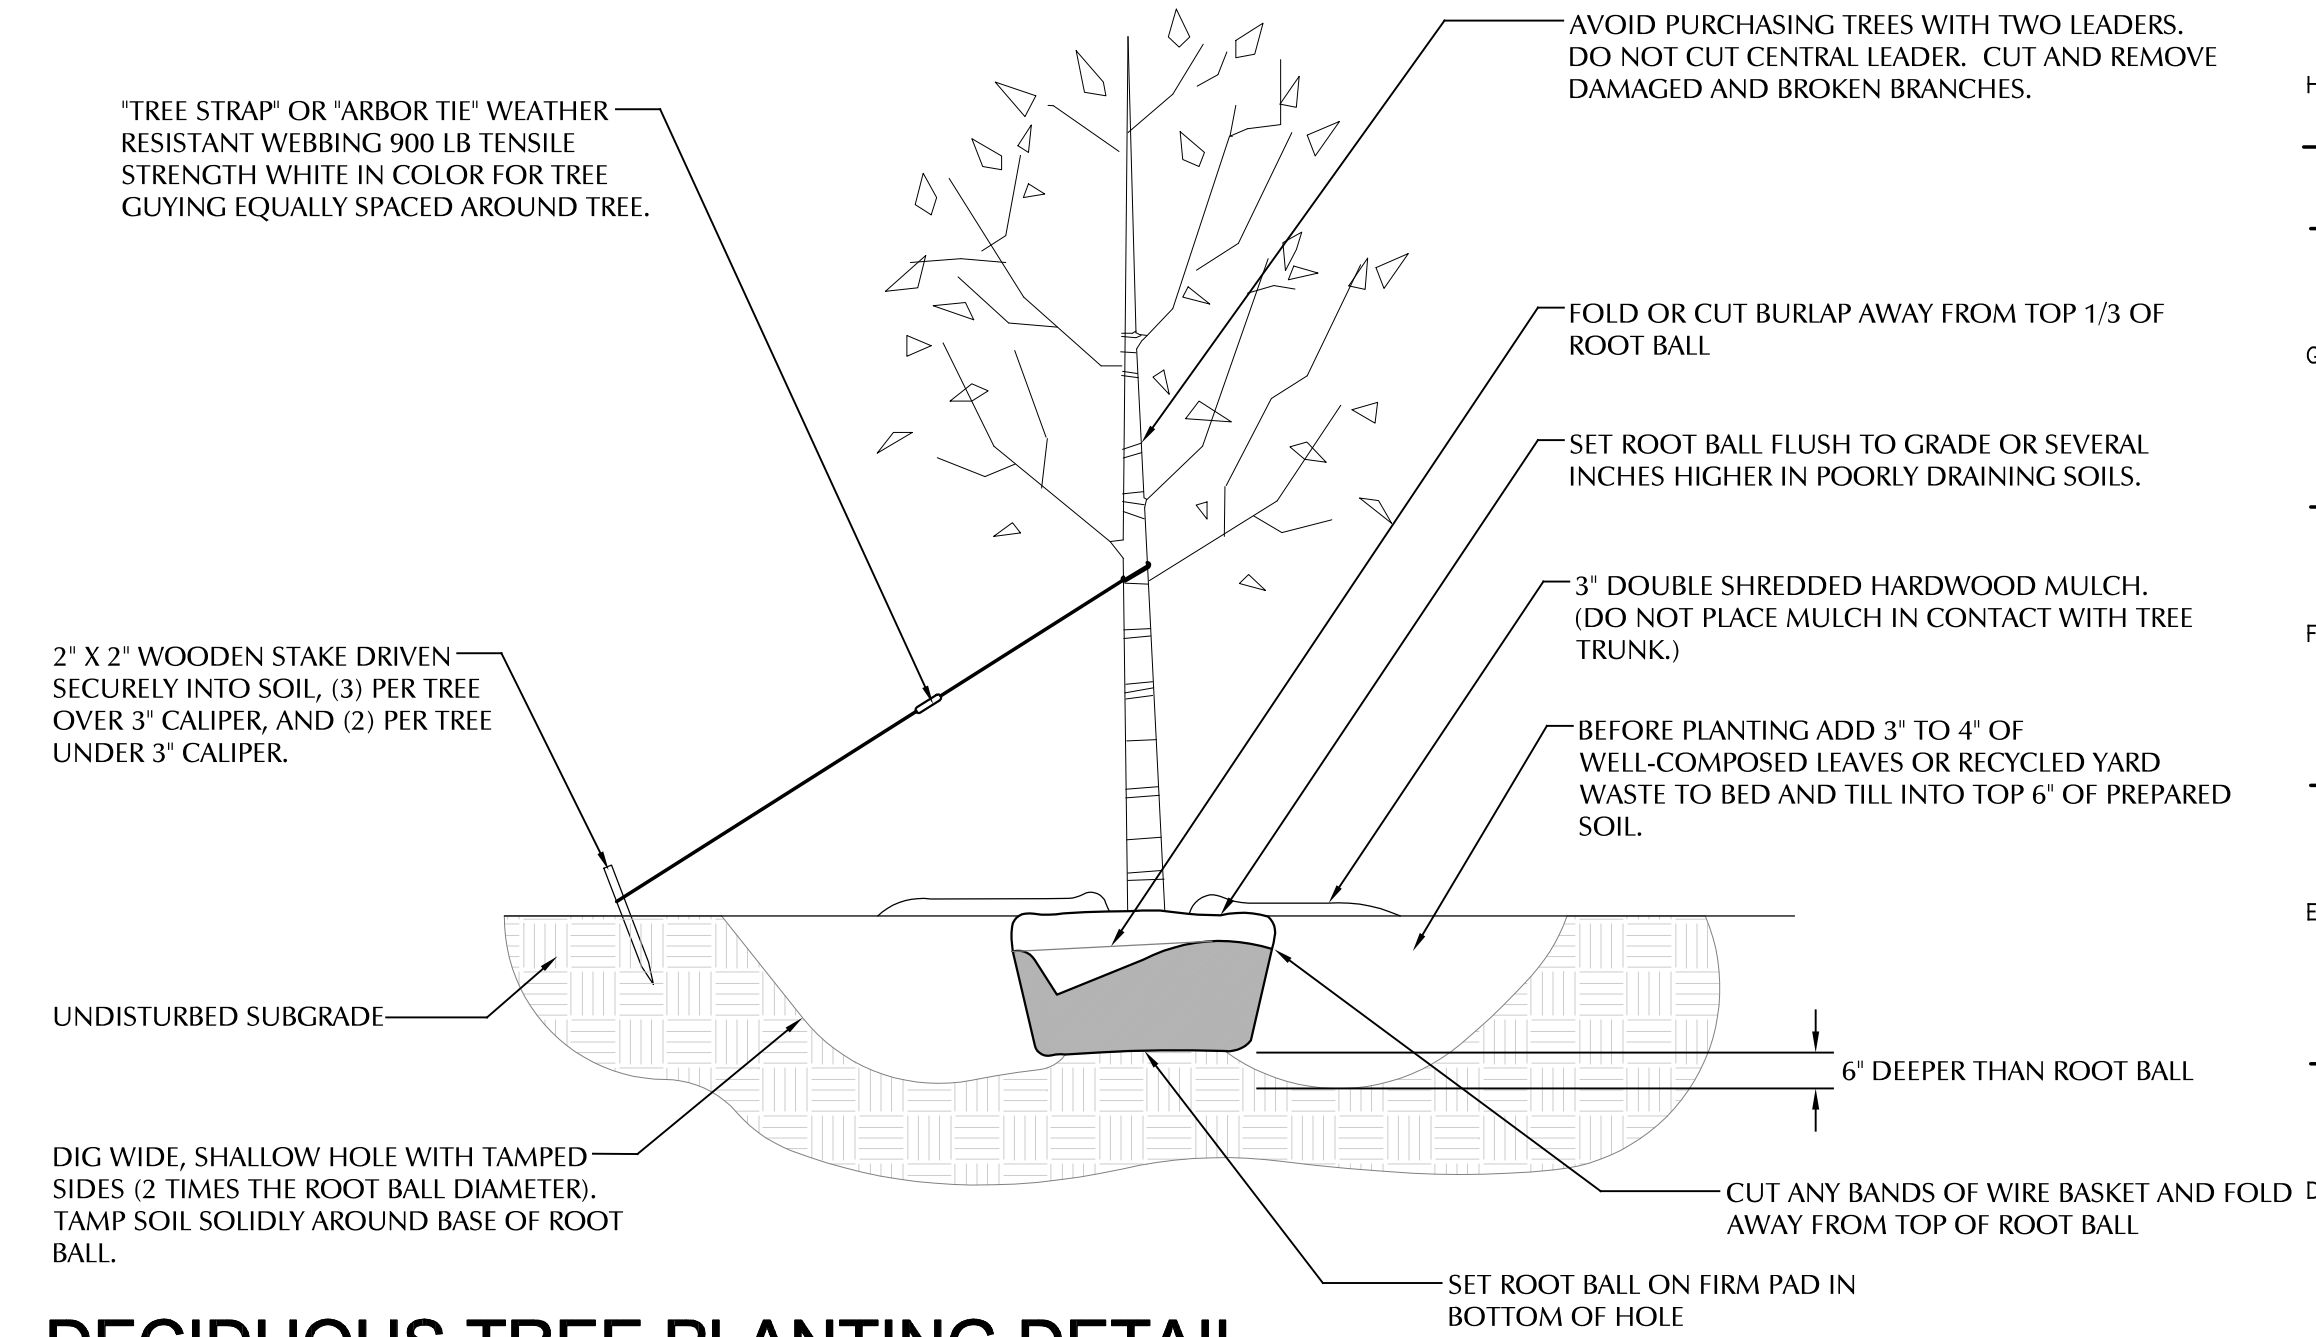 "TREE STRAP" OR "ARBOR TIE" WEATHER
RESISTANT WEBBING 900 LB TENSILE
STRENGTH WHITE IN COLOR FOR TREE
GUYING EQUALLY SPACED AROUND TREE.
2" X 2" WOODEN STAKE DRIVEN
SECURELY INTO SOIL, (3) PER TREE
OVER 3" CALIPER, AND (2) PER TREE
UNDER 3" CALIPER.
UNDISTURBED SUBGRADE
DIG WIDE, SHALLOW HOLE WITH TAMPED
SIDES (2 TIMES THE ROOT BALL DIAMETER).
TAMP SOIL SOLIDLY AROUND BASE OF ROOT
BALL.
AVOID PURCHASING TREES WITH TWO LEADERS.
DO NOT CUT CENTRAL LEADER.  CUT AND REMOVE
DAMAGED AND BROKEN BRANCHES.
FOLD OR CUT BURLAP AWAY FROM TOP 1/3 OF
ROOT BALL
SET ROOT BALL FLUSH TO GRADE OR SEVERAL
INCHES HIGHER IN POORLY DRAINING SOILS.
3" DOUBLE SHREDDED HARDWOOD MULCH.
(DO NOT PLACE MULCH IN CONTACT WITH TREE
TRUNK.)
BEFORE PLANTING ADD 3" TO 4" OF
WELL-COMPOSED LEAVES OR RECYCLED YARD
WASTE TO BED AND TILL INTO TOP 6" OF PREPARED
SOIL.
6" DEEPER THAN ROOT BALL
CUT ANY BANDS OF WIRE BASKET AND FOLD
AWAY FROM TOP OF ROOT BALL
SET ROOT BALL ON FIRM PAD IN
BOTTOM OF HOLE
DECIDUOUS TREE PLANTING DETAIL
H
G
F
E
D